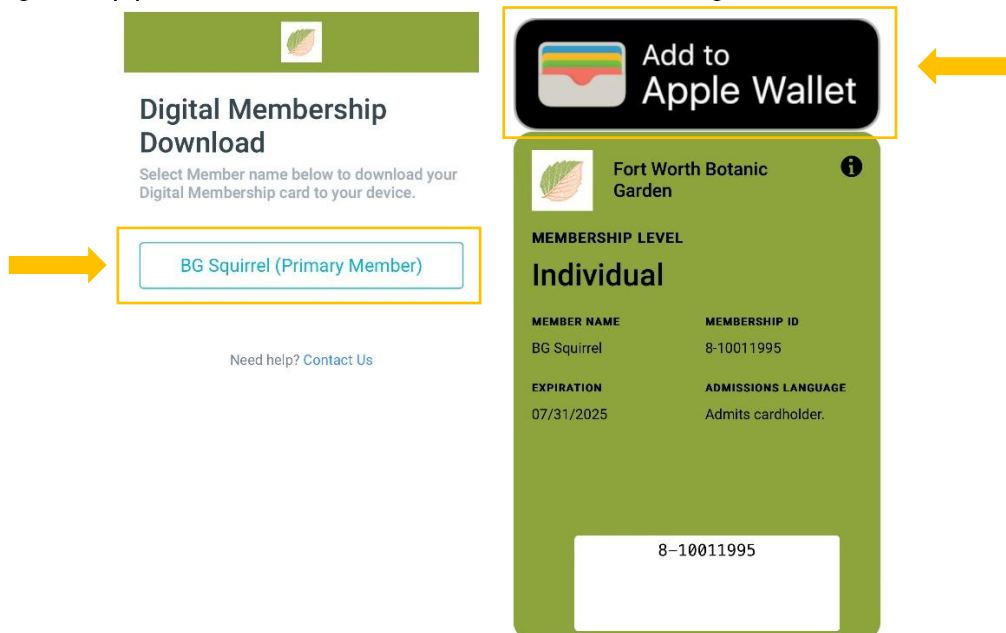 Digital Membership
Download
Select Member name below to download your
Digital Membership card to your device.
BG Squirrel (Primary Member)
Need help? Contact Us
Add to
Apple Wallet
Fort Worth Botanic
Garden
MEMBERSHIP LEVEL
Individual
MEMBER NAME MEMBERSHIP ID
BG Squirrel 8-10011995
EXPIRATION ADMISSIONS LANGUAGE
07/31/2025 Admits cardholder.
8-10011995